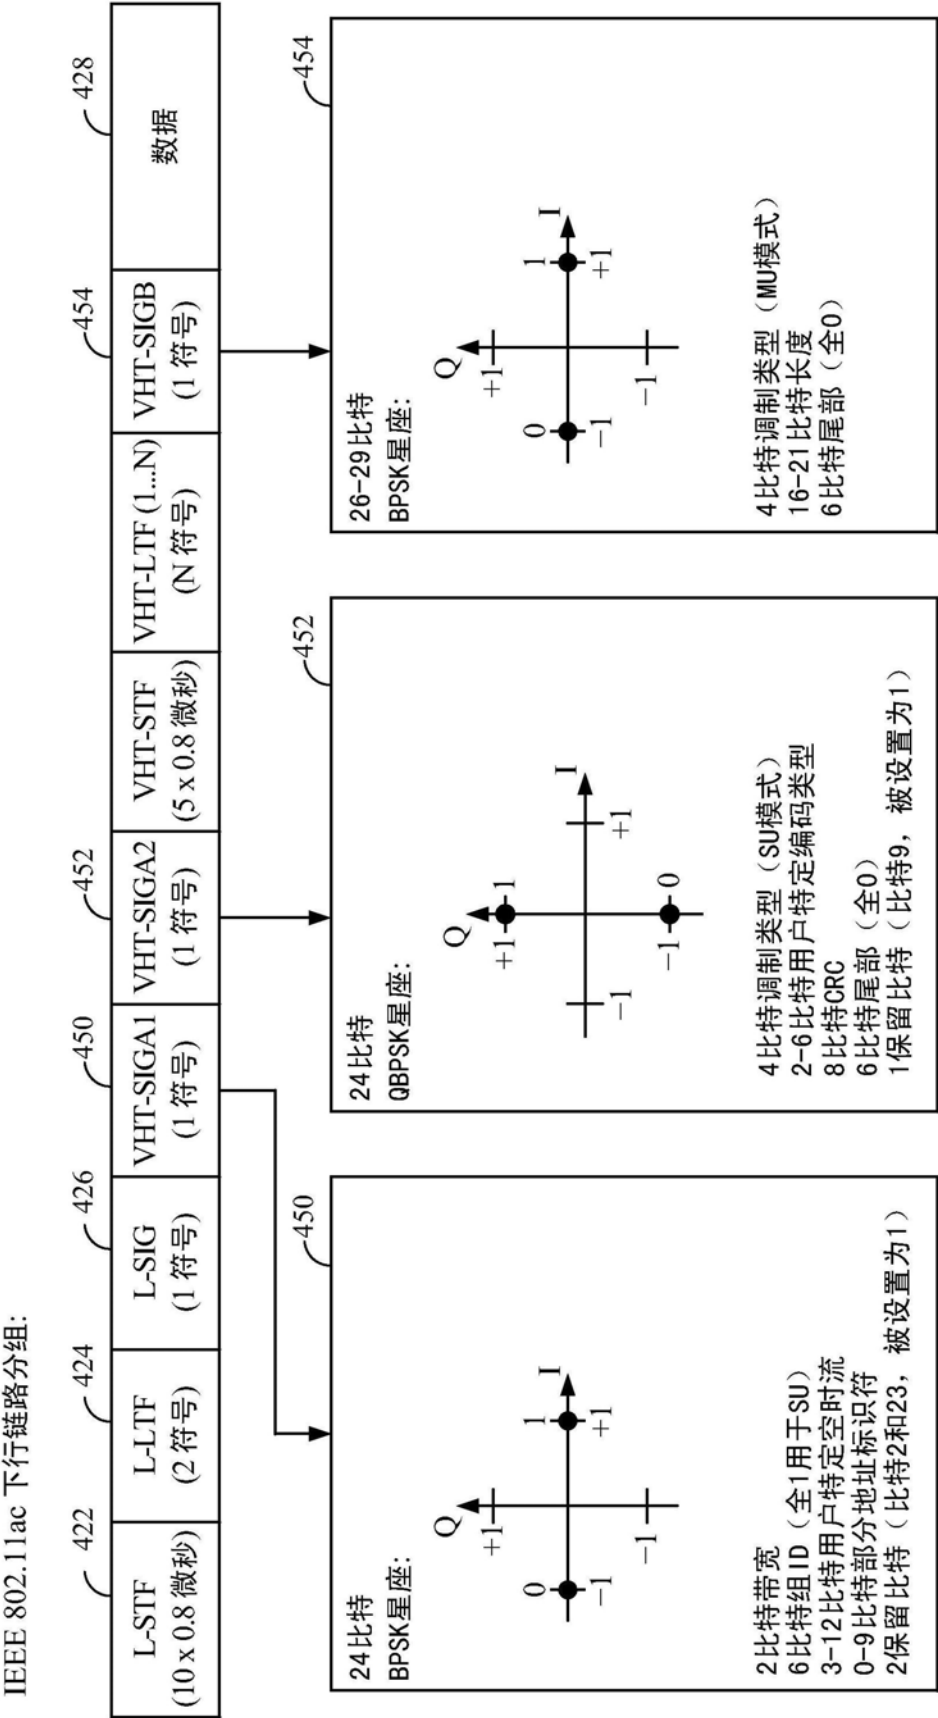 IEEE 802.11ac 下行链路分组:
422
424
426
450
452
454
428
L-STF
(10 x 0.8 微秒)
L-LTF
(2 符号)
L-SIG
(1 符号)
VHT-SIGA1
(1 符号)
VHT-SIGA2
(1 符号)
VHT-STF
(5 x 0.8 微秒)
VHT-LTF (1...N)
(N 符号)
VHT-SIGB
(1 符号)
数据
450
24比特
BPSK星座:
Q
+1
0
1
I
−1
+1
−1
2比特带宽
6比特组ID（全1用于SU）
3-12比特用户特定空时流
0-9比特部分地址标识符
2保留比特（比特2和23，被设置为1）
452
24比特
QBPSK星座:
Q
+1
1
I
−1
+1
−1
0
4比特调制类型（SU模式）
2-6比特用户特定编码类型
8比特CRC
6比特尾部（全0）
1保留比特（比特9，被设置为1）
454
26-29比特
BPSK星座:
Q
+1
0
1
I
−1
+1
−1
4比特调制类型（MU模式）
16-21比特长度
6比特尾部（全0）